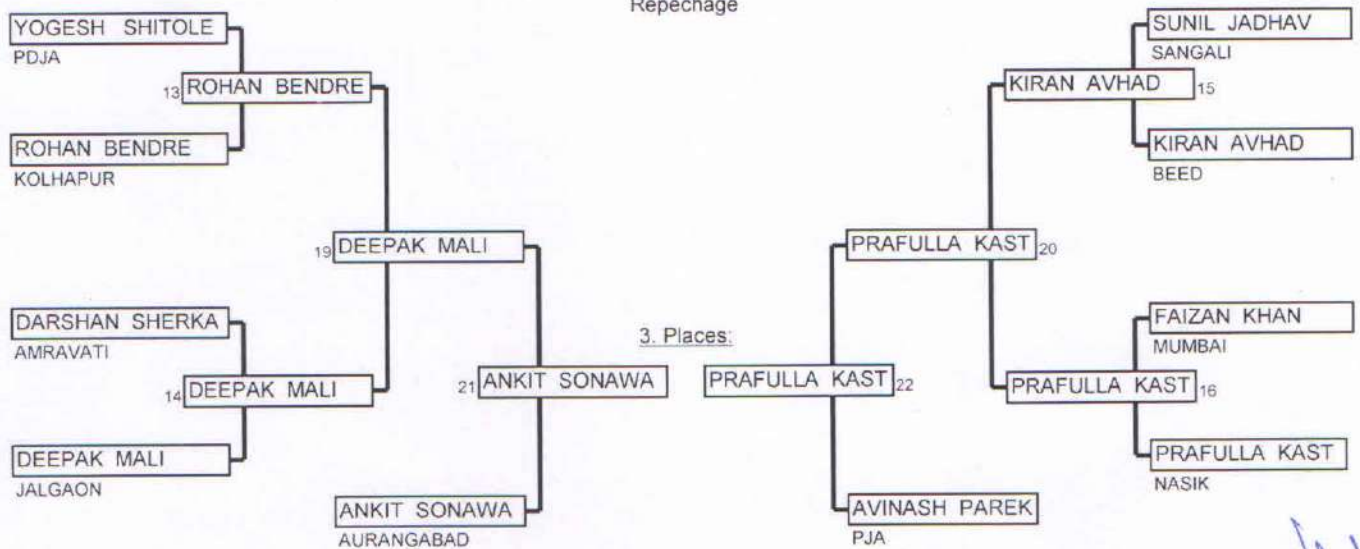 Repechage
YOGESH SHITOLE
PDJA
13 ROHAN BENDRE
ROHAN BENDRE
KOLHAPUR
19 DEEPAK MALI
DARSHAN SHERKA
AMRAVATI
14 DEEPAK MALI
DEEPAK MALI
JALGAON
21 ANKIT SONAWA
ANKIT SONAWA
AURANGABAD
3. Places:
SUNIL JADHAV
SANGALI
KIRAN AVHAD 15
KIRAN AVHAD
BEED
PRAFULLA KAST 20
FAIZAN KHAN
MUMBAI
PRAFULLA KAST 22
PRAFULLA KAST 16
PRAFULLA KAST
NASIK
AVINASH PAREK
PJA